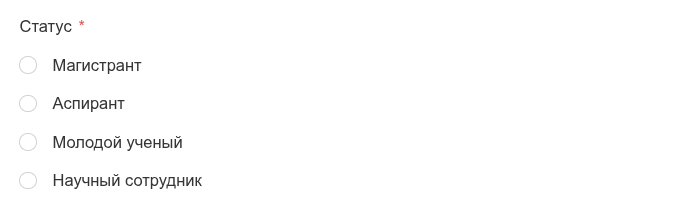 Статус *
Магистрант
Аспирант
Молодой ученый
Научный сотрудник